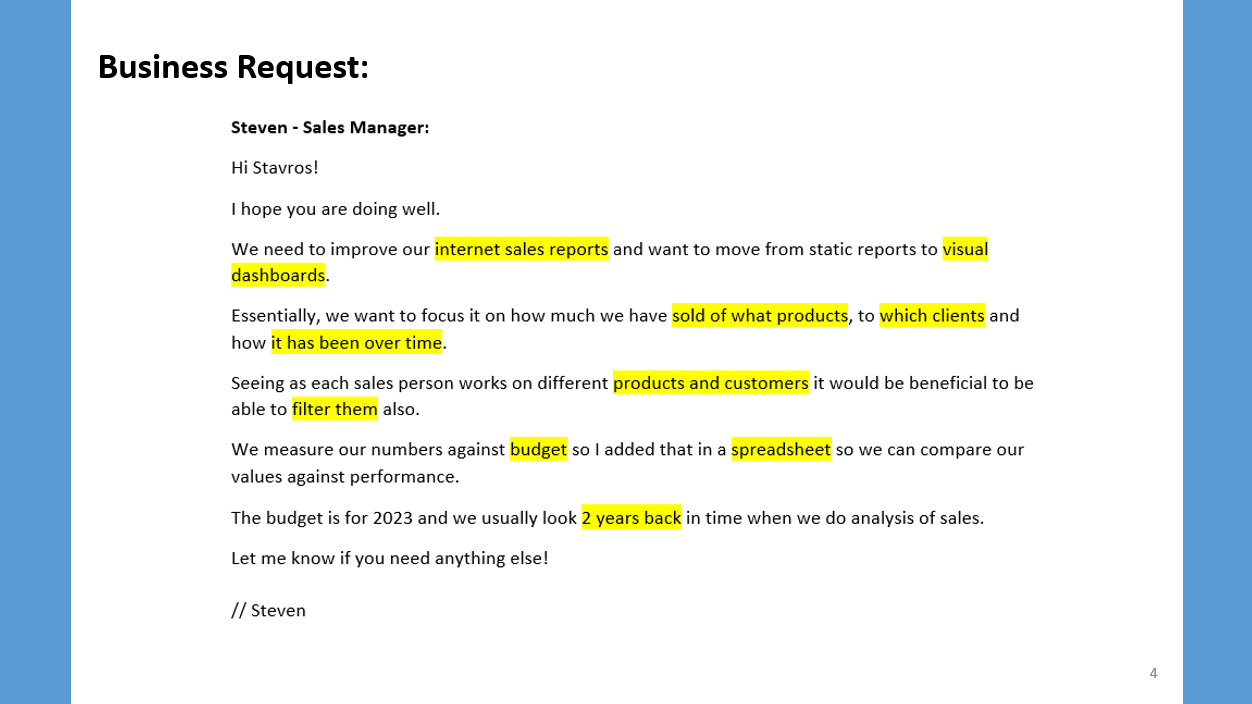 Business Request:
Steven - Sales Manager:
Hi Stavros!
I hope you are doing well.
We need to improve our internet sales reports and want to move from static reports to visual
dashboards.
Essentially, we want to focus it on how much we have sold of what products, to which clients and
how it has been over time.
Seeing as each sales person works on different products and customers it would be beneficial to be
able to filter them also.
We measure our numbers against budget so I added that in a spreadsheet so we can compare our
values against performance.
The budget is for 2023 and we usually look 2 years back in time when we do analysis of sales.
Let me know if you need anything else!
// Steven
4